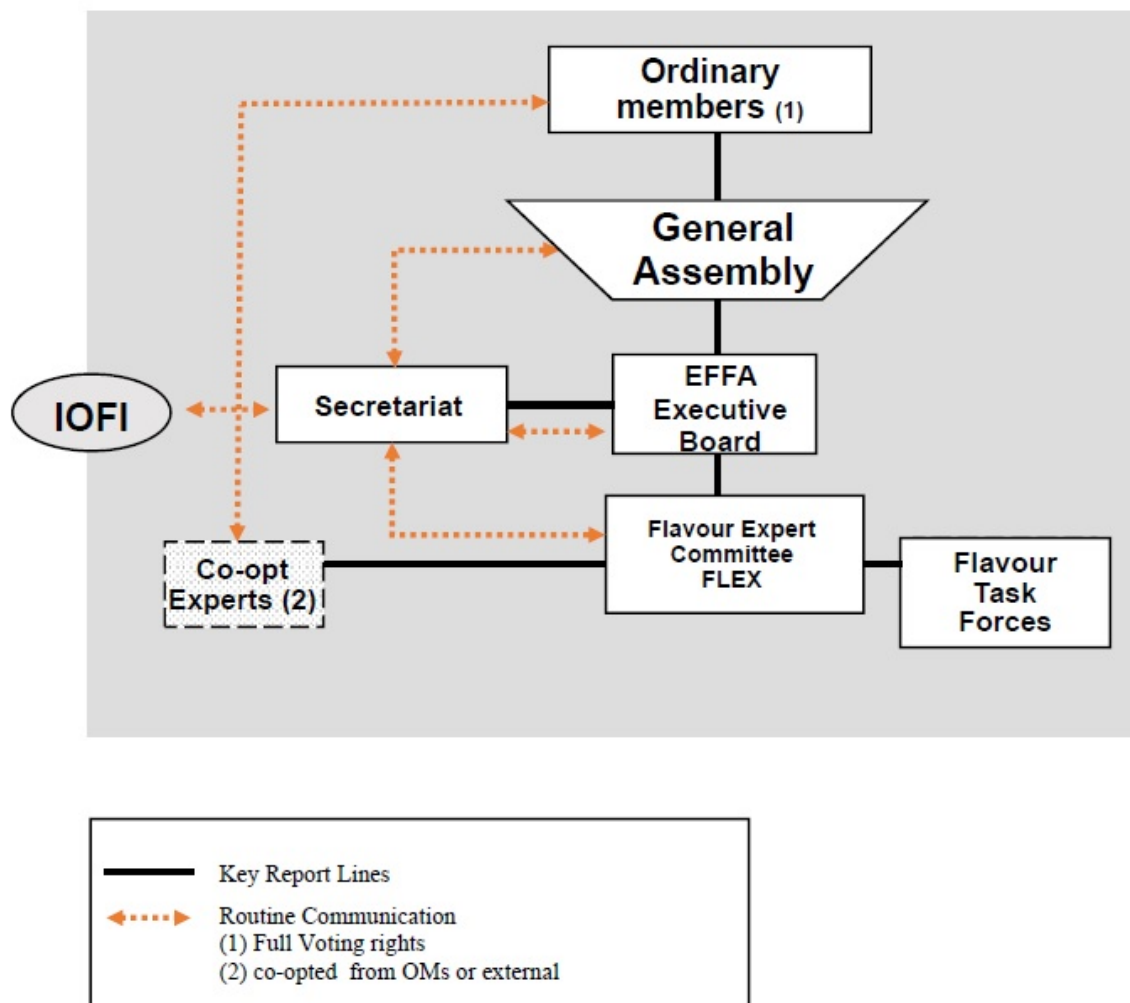 Ordinary
members (1)
General
Assembly
EFFA
Executive
Board
Secretariat
IOFI
Flavour Expert
Committee
FLEX
Co-opt
Experts (2)
Flavour
Task
Forces
Key Report Lines
Routine Communication
(1) Full Voting rights
(2) co-opted from OMs or external